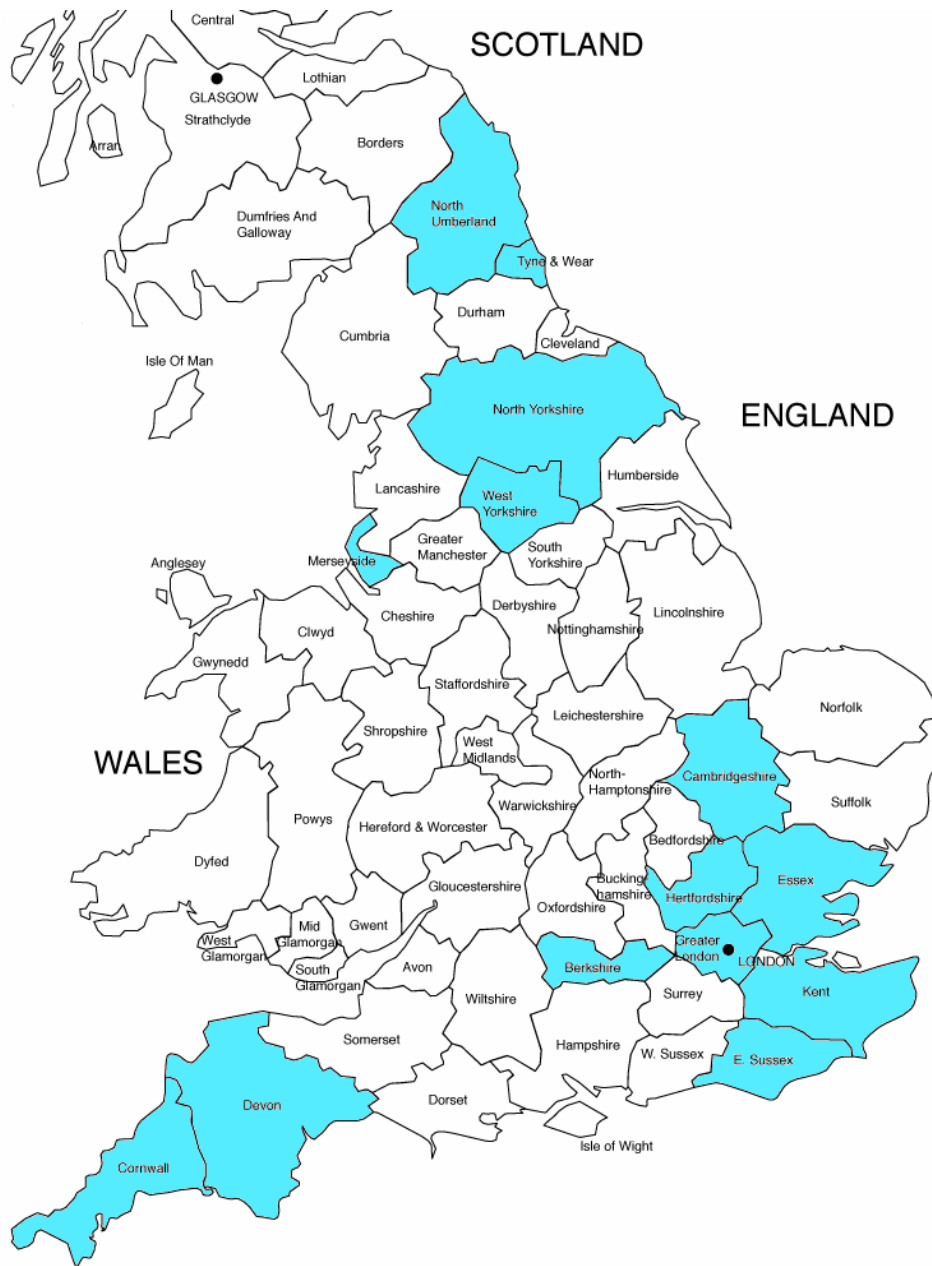 Central
SCOTLAND
Lothian
GLASGOW
Strathclyde
Arran
Borders
North
Umberland
Dumfries And
Galloway
Tyne & Wear
Durham
Cumbria
Cleveland
Isle Of Man
North Yorkshire
ENGLAND
Humberside
Lancashire
West
Yorkshire
Greater
Manchester
South
Yorkshire
Merseyside
Anglesey
Derbyshire
Lincolnshire
Cheshire
Clwyd
Nottinghamshire
Gwynedd
Staffordshire
Norfolk
Leichestershire
Shropshire
West
Midlands
WALES
North-
Hamptonshire
Cambridgeshire
Suffolk
Warwickshire
Powys
Hereford & Worcester
Bedfordshire
Dyfed
Gloucestershire
Bucking
hamshire
Essex
Hertfordshire
Oxfordshire
Gwent
Mid
Glamorgan
West
Glamorgan
Greater
London
LONDON
South
Glamorgan
Avon
Berkshire
Kent
Surrey
Wiltshire
Somerset
Hampshire
W. Sussex
E. Sussex
Devon
Dorset
Isle of Wight
Cornwall